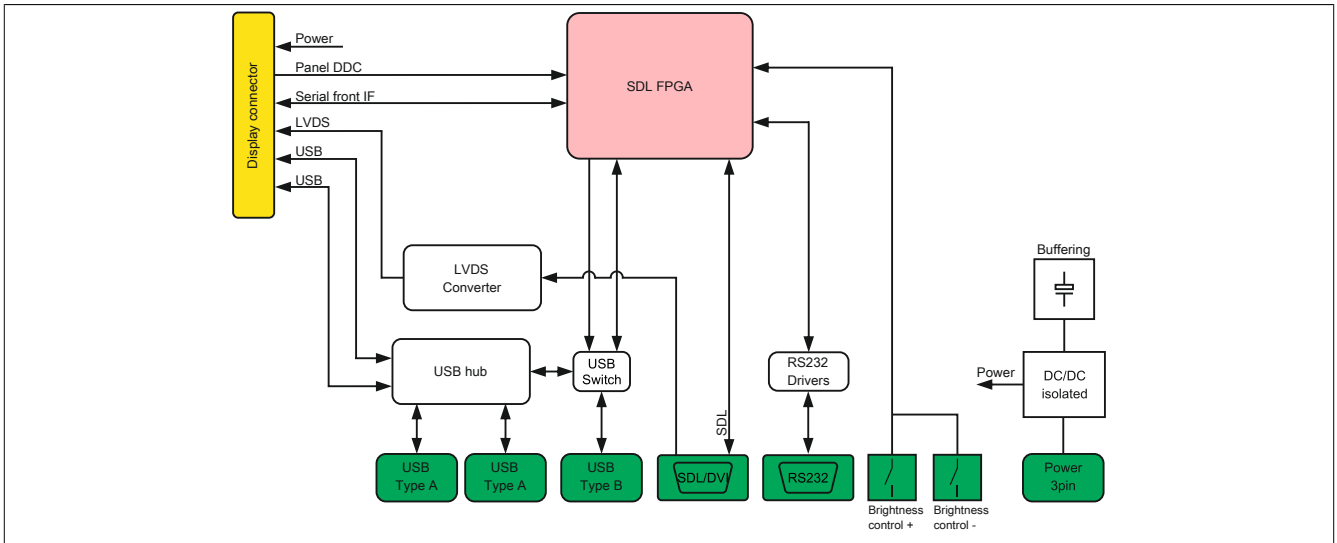 Display connector
Power
Panel DDC
Serial front IF
LVDS
USB
USB
SDL FPGA
LVDS
Converter
Buffering
USB hub
USB
Switch
RS232
Drivers
Power
DC/DC
isolated
SDL
USB
Type A
USB
Type A
USB
Type B
SDL/DVI
RS232
Power
3pin
Brightness
control +
Brightness
control -